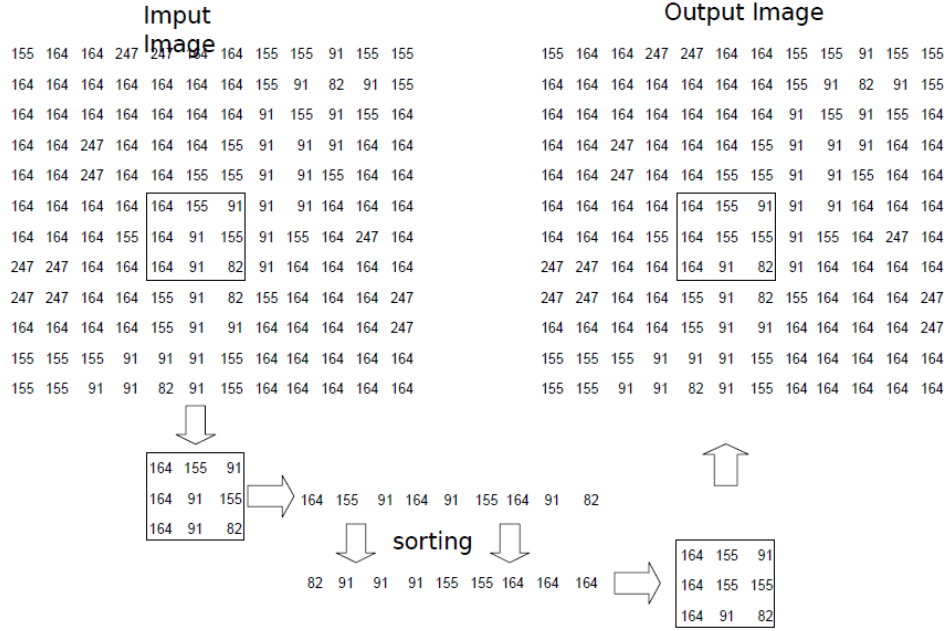 Imput
Image
Output Image
155 164 164 247 247 164 164 155 155 91 155 155
155 164 164 247 247 164 164 155 155 91 155 155
164 164 164 164 164 164 164 155 91 82 91 155
164 164 164 164 164 164 164 155 91 82 91 155
164 164 164 164 164 164 164 91 155 91 155 164
164 164 164 164 164 164 164 91 155 91 155 164
164 164 247 164 164 164 155 91 91 91 164 164
164 164 247 164 164 164 155 91 91 91 164 164
164 164 247 164 164 155 155 91 91 155 164 164
164 164 247 164 164 155 155 91 91 155 164 164
164 164 164 164 164 155 91 91 91 164 164 164
164 164 164 164 164 155 91 91 91 164 164 164
164 164 164 155 164 91 155 91 155 164 247 164
164 164 164 155 164 155 155 91 155 164 247 164
247 247 164 164 164 91 82 91 164 164 164 164
247 247 164 164 164 91 82 91 164 164 164 164
247 247 164 164 155 91 82 155 164 164 164 247
247 247 164 164 155 91 82 155 164 164 164 247
164 164 164 164 155 91 91 164 164 164 164 247
164 164 164 164 155 91 91 164 164 164 164 247
155 155 155 91 91 91 155 164 164 164 164 164
155 155 155 91 91 91 155 164 164 164 164 164
155 155 91 91 82 91 155 164 164 164 164 164
155 155 91 91 82 91 155 164 164 164 164 164
164 155 91
164 91 155
164 91 82
164 155 91 164 91 155 164 91 82
sorting
82 91 91 91 155 155 164 164 164
164 155 91
164 155 155
164 91 82